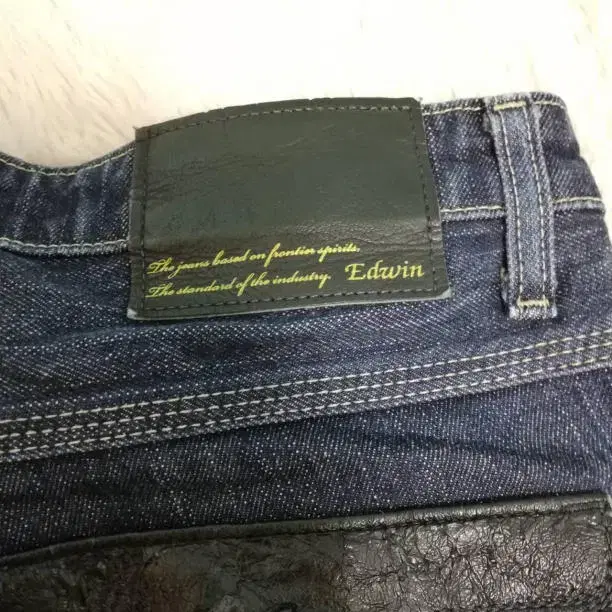 The jeans based on frontier spirits.
The standard of the industry. Edwin